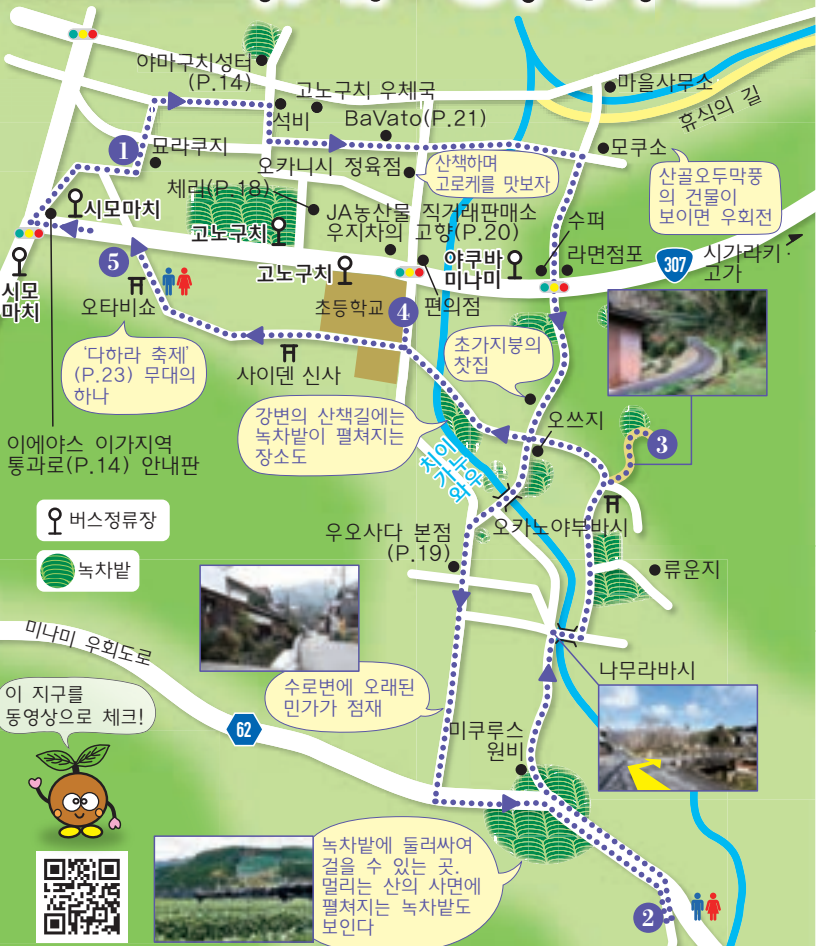 야마구치성터
(P.14)
고노구치 우체국
석비
BaVato(P.21)
마을사무소
휴식의 길
1
묘라쿠지
오카니시 정육점
산책하며
고로케를 맛보자
모쿠소
산골오두막풍
의 건물이
보이면 우회전
체리(P.18)
시모마치
고노구치
JA농산물 직거래판매소
우지차의 고향(P.20)
수퍼
라면점포
307
시가라키·
고가
시모
마치
5
오타비쇼
고노구치
야쿠바
미나미
초등학교
4
편의점
'다하라 축제'
(P.23) 무대의
하나
사이덴 신사
초가지붕의
찻집
강변의 산책길에는
녹차밭이 펼쳐지는
장소도
오쓰지
3
이에야스 이가지역
통과로(P.14) 안내판
버스정류장
녹차밭
우오사다 본점
(P.19)
오카노야부바시
류운지
미나미 우회도로
나무라바시
이 지구를
동영상으로 체크!
62
수로변에 오래된
민가가 점재
미쿠루스
원비
녹차밭에 둘러싸여
걸을 수 있는 곳.
멀리는 산의 사면에
펼쳐지는 녹차밭도
보인다
2